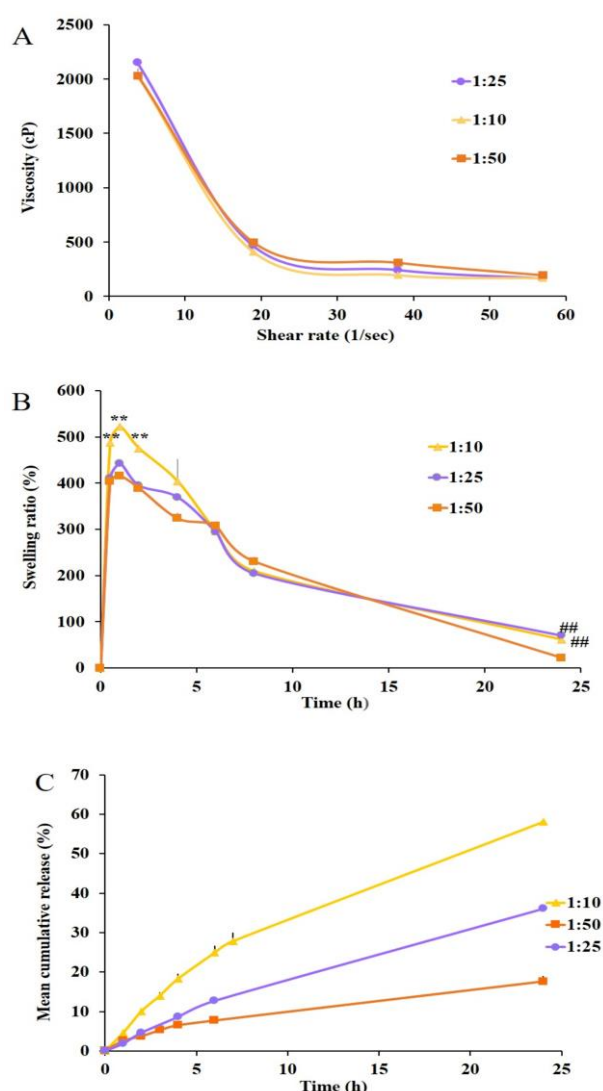 A
2500
2000
1500
1000
500
0
Viscosity (cP)
1:25
1:10
1:50
0 10 20 30 40 50 60
Shear rate (1/sec)
B
600
500
400
300
200
100
0
Swelling ratio (%)
**
** **
1:10
1:25
1:50
##
##
0 5 10 15 20 25
Time (h)
C
70
60
50
40
30
20
10
0
Mean cumulative release (%)
1:10
1:50
1:25
0 5 10 15 20 25
Time (h)